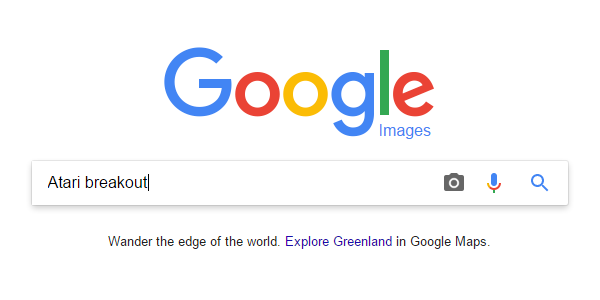 Google
Images
Atari breakout
Wander the edge of the world. Explore Greenland in Google Maps.